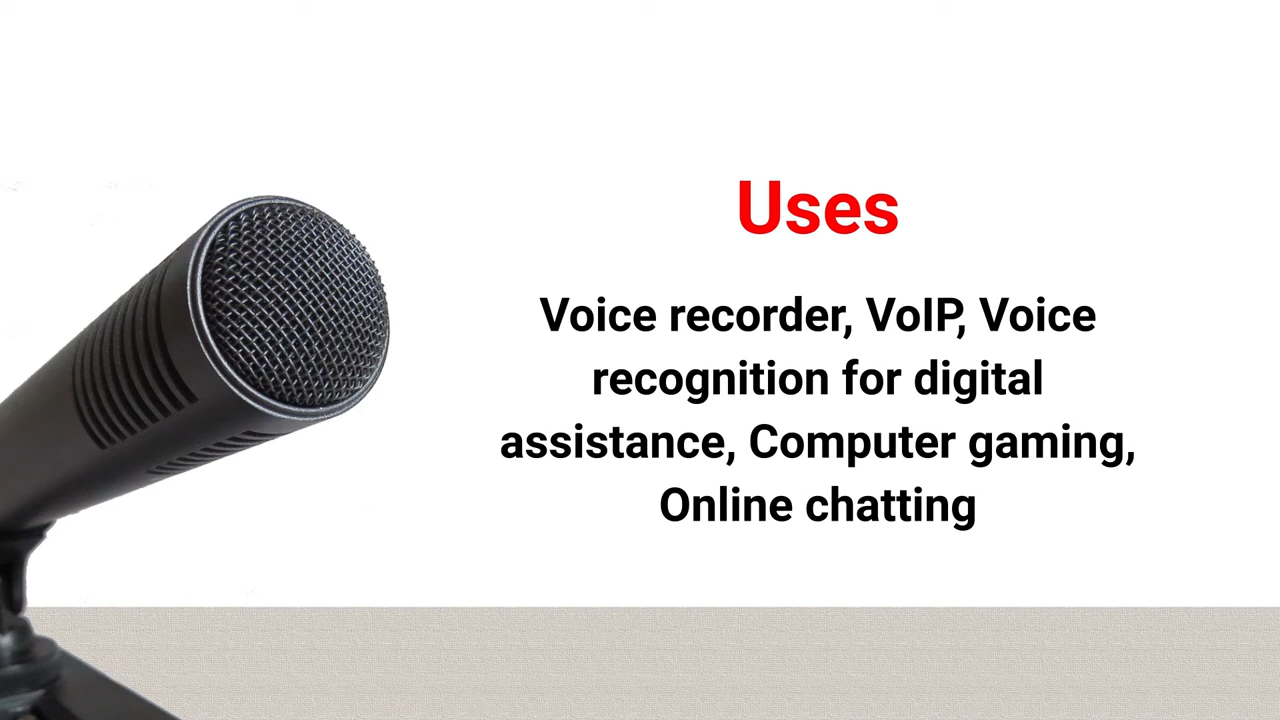 Uses
Voice recorder, VoIP, Voice
recognition for digital
assistance, Computer gaming,
Online chatting